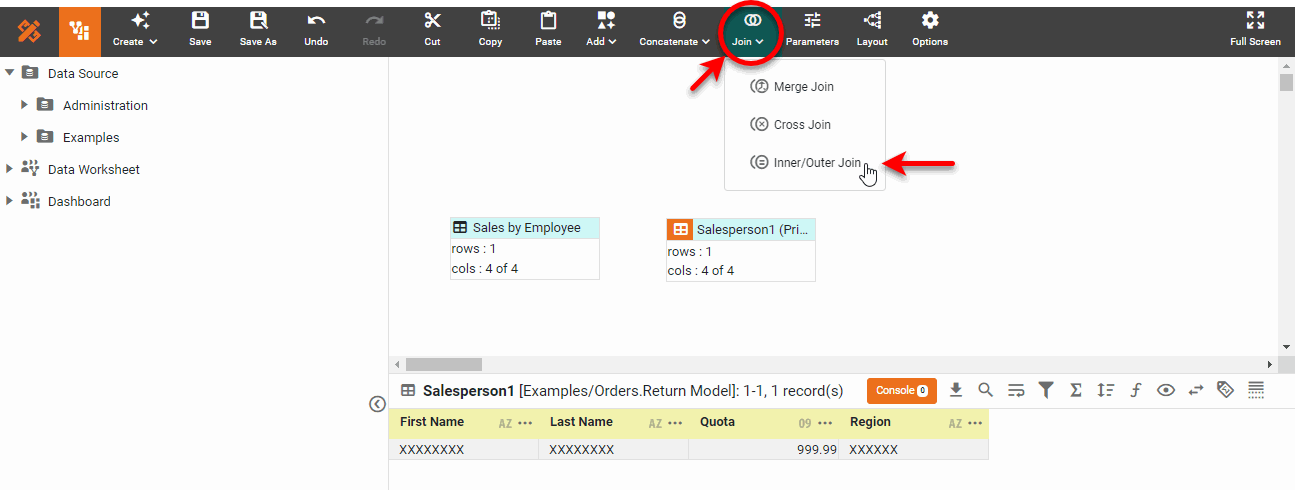 Create
Save
Save As
Undo
Redo
Cut
Copy
Paste
Add
Concatenate
Join
Parameters
Layout
Options
Full Screen
Data Source
Administration
Examples
Data Worksheet
Dashboard
Merge Join
Cross Join
Inner/Outer Join
Sales by Employee
rows : 1
cols : 4 of 4
Salesperson1 (Pri...
rows : 1
cols : 4 of 4
Salesperson1 [Examples/Orders.Return Model]: 1-1, 1 record(s)
Console 0
First Name AZ ••• Last Name AZ ••• Quota 09 ••• Region AZ •••
XXXXXXXX XXXXXXXX 999.99 XXXXXX